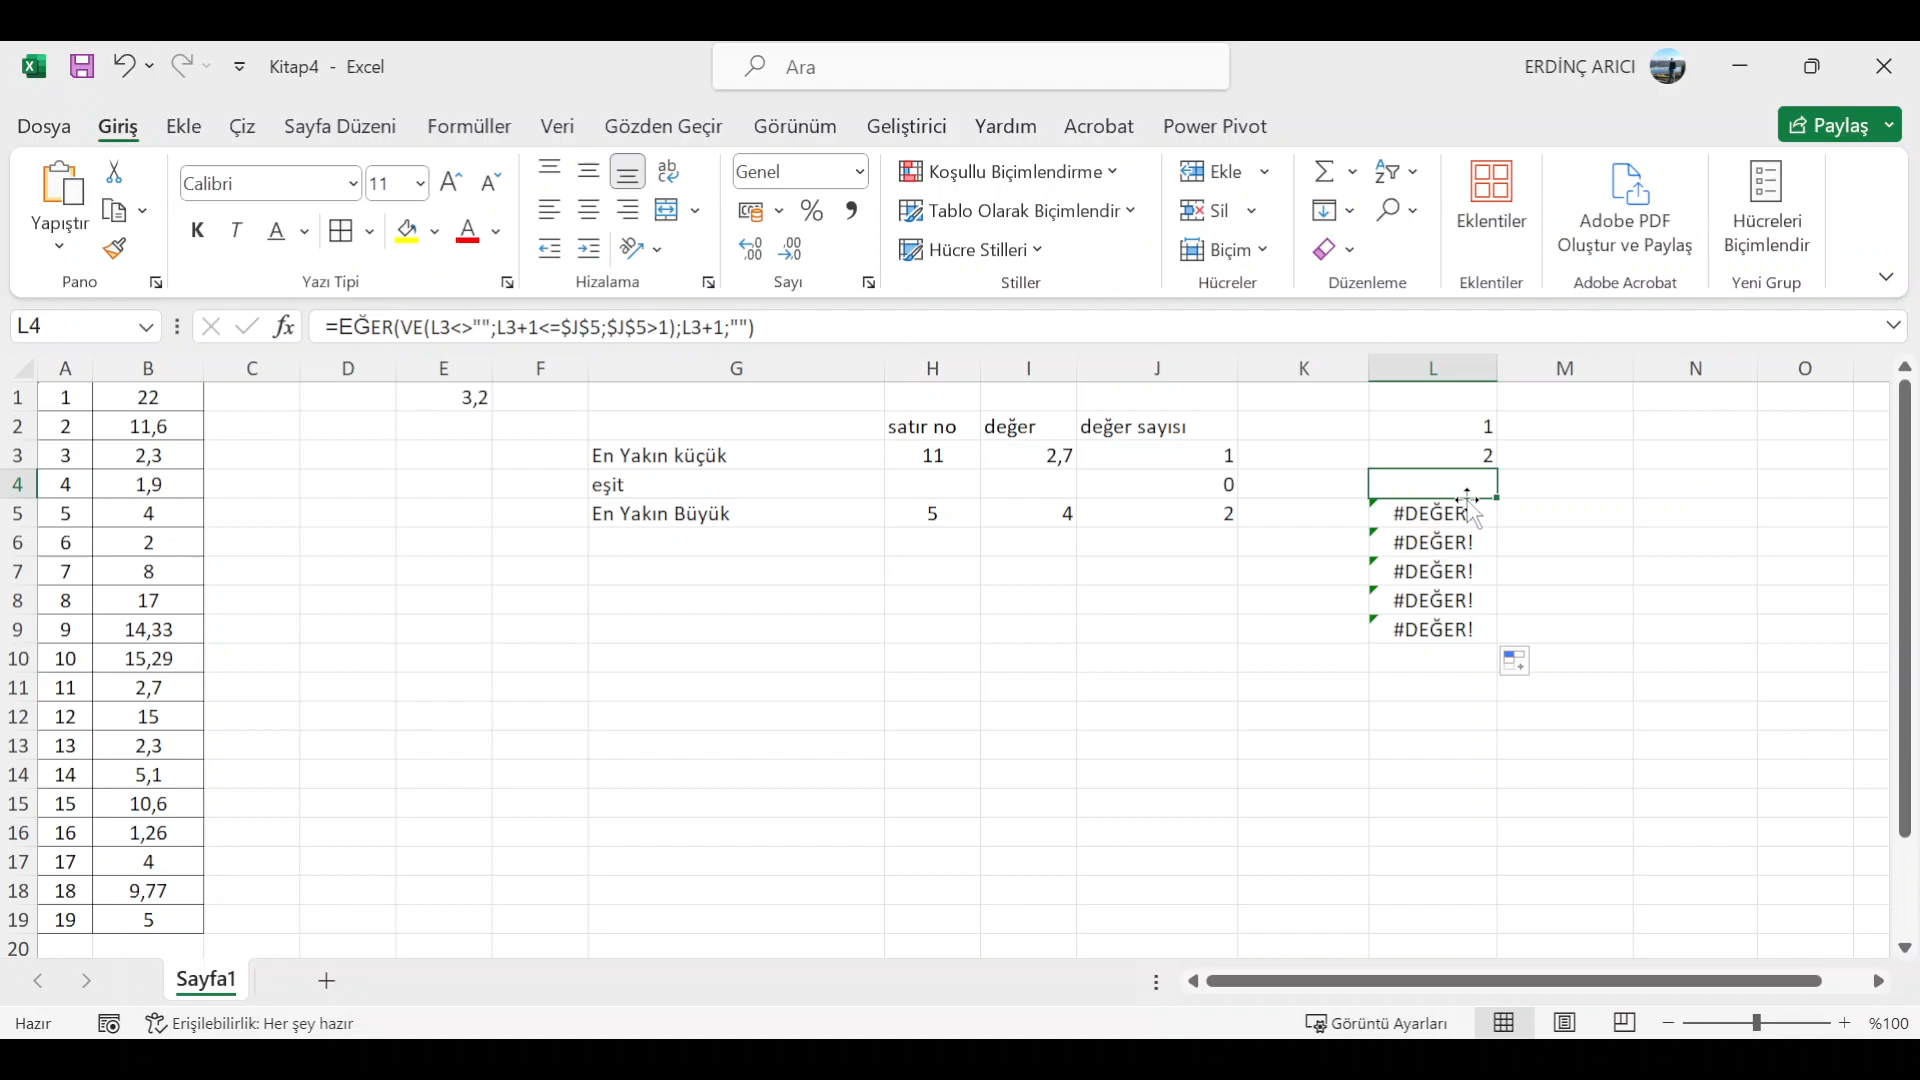 Kitap4 - Excel
Ara
ERDİNÇ ARICI
Dosya Giriş Ekle Çiz Sayfa Düzeni Formüller Veri Gözden Geçir Görünüm Geliştirici Yardım Acrobat Power Pivot
Paylaş
Yapıştır
Pano
Calibri 11
K T A A
Yazı Tipi
Hizalama
Genel
%
Sayı
Koşullu Biçimlendirme
Tablo Olarak Biçimlendir
Hücre Stilleri
Stiller
Ekle
Sil
Biçim
Hücreler
Düzenleme
Eklentiler
Eklentiler
Adobe PDF
Oluştur ve Paylaş
Adobe Acrobat
Hücreleri
Biçimlendir
Yeni Grup
L4
fx
=EĞER(VE(L3<>"";L3+1<=$J$5;$J$5>1);L3+1;"")
A B C D E F G H I J K L M N O
1 1 22 3,2
2 2 11,6 satır no değer değer sayısı 1
3 3 2,3 En Yakın küçük 11 2,7 1 2
4 4 1,9 eşit 0
5 5 4 En Yakın Büyük 5 4 2 #DEĞER!
6 6 2 #DEĞER!
7 7 8 #DEĞER!
8 8 17 #DEĞER!
9 9 14,33 #DEĞER!
10 10 15,29
11 11 2,7
12 12 15
13 13 2,3
14 14 5,1
15 15 10,6
16 16 1,26
17 17 4
18 18 9,77
19 19 5
20
Sayfa1
Hazır
Erişilebilirlik: Her şey hazır
Görüntü Ayarları
%100